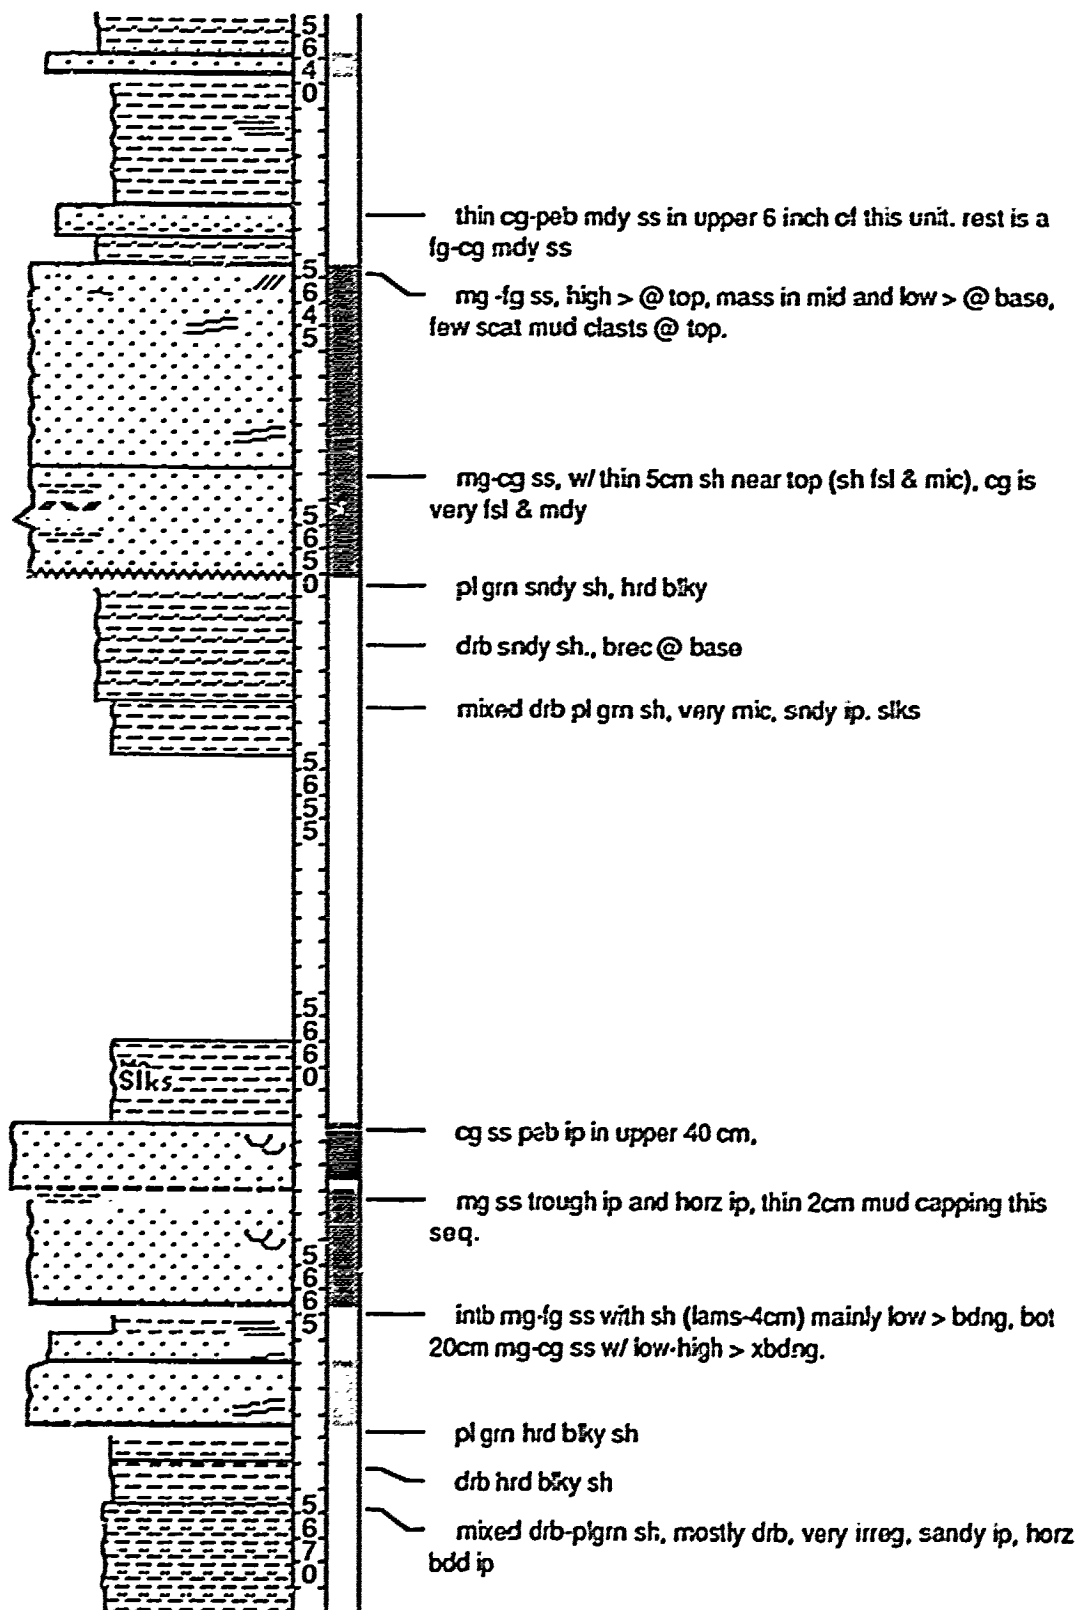 5640
thin cg-peb mdy ss in upper 6 inch of this unit. rest is a
fg-cg mdy ss
5645
mg -fg ss, high > @ top, mass in mid and low > @ base,
few scat mud clasts @ top.
mg-cg ss, w/ thin 5cm sh near top (sh fsl & mic), cg is
very fsl & mdy
5650
pl grn sndy sh, hrd blky
drb sndy sh., brec @ base
mixed drb pl grn sh, very mic, sndy ip. slks
5655
5660
Slks
cg ss peb ip in upper 40 cm,
mg ss trough ip and horz ip, thin 2cm mud capping this
seq.
5665
intb mg-fg ss with sh (lams-4cm) mainly low > bdng, bot
20cm mg-cg ss w/ low-high > xbdng.
pl grn hrd blky sh
drb hrd blky sh
5670
mixed drb-plgrn sh, mostly drb, very irreg, sandy ip, horz
bdd ip